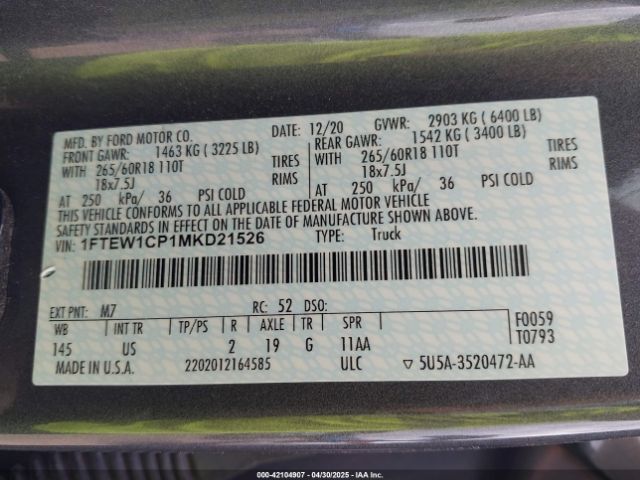 MFD. BY FORD MOTOR CO. DATE: 12/20 GVWR: 2903 KG ( 6400 LB)
FRONT GAWR: 1463 KG ( 3225 LB) REAR GAWR: 1542 KG ( 3400 LB)
WITH 265/60R18 110T TIRES WITH 265/60R18 110T TIRES
18x7.5J RIMS 18x7.5J RIMS
AT 250 kPa/ 36 PSI COLD AT 250 kPa/ 36 PSI COLD
THIS VEHICLE CONFORMS TO ALL APPLICABLE FEDERAL MOTOR VEHICLE
SAFETY STANDARDS IN EFFECT ON THE DATE OF MANUFACTURE SHOWN ABOVE.
VIN: 1FTEW1CP1MKD21526 TYPE: Truck
EXT PNT: M7 RC: 52 DSO:
WB INT TR TP/PS R AXLE TR SPR F0059
145 US 2 19 G 11AA T0793
MADE IN U.S.A. 2202012164585 ULC ▽ 5U5A-3520472-AA
000-42104907 - 04/30/2025 - IAAI.com